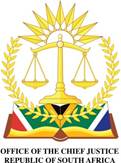 OFFICE OF THE CHIEF JUSTICE
REPUBLIC OF SOUTH AFRICA